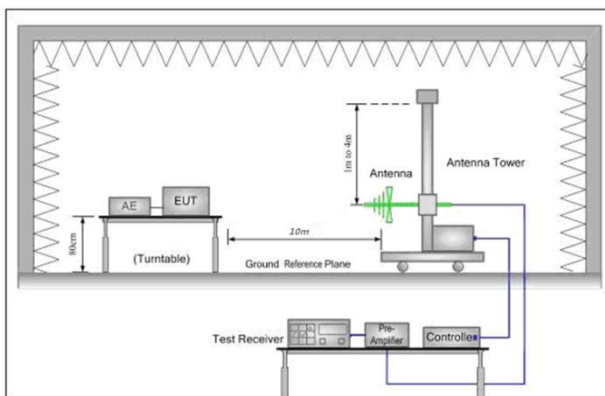 1m to 4m
Antenna
Antenna Tower
AE
EUT
80cm
(Turntable)
10m
Ground Reference Plane
Test Receiver
Pre-
Amplifier
Controller